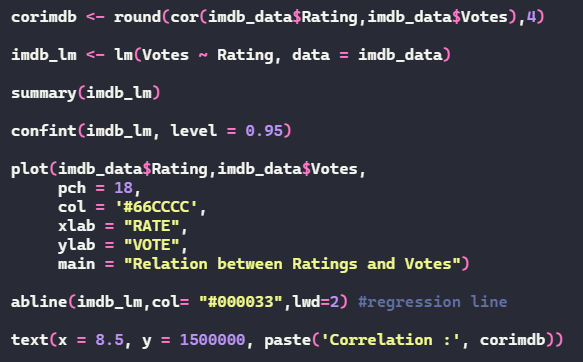 corimdb <- round(cor(imdb_data$Rating,imdb_data$Votes),4)
imdb_lm <- lm(Votes ~ Rating, data = imdb_data)
summary(imdb_lm)
confint(imdb_lm, level = 0.95)
plot(imdb_data$Rating,imdb_data$Votes,
     pch = 18,
     col = '#66CCCC',
     xlab = "RATE",
     ylab = "VOTE",
     main = "Relation between Ratings and Votes")
abline(imdb_lm,col= "#000033",lwd=2) #regression line
text(x = 8.5, y = 1500000, paste('Correlation :', corimdb))